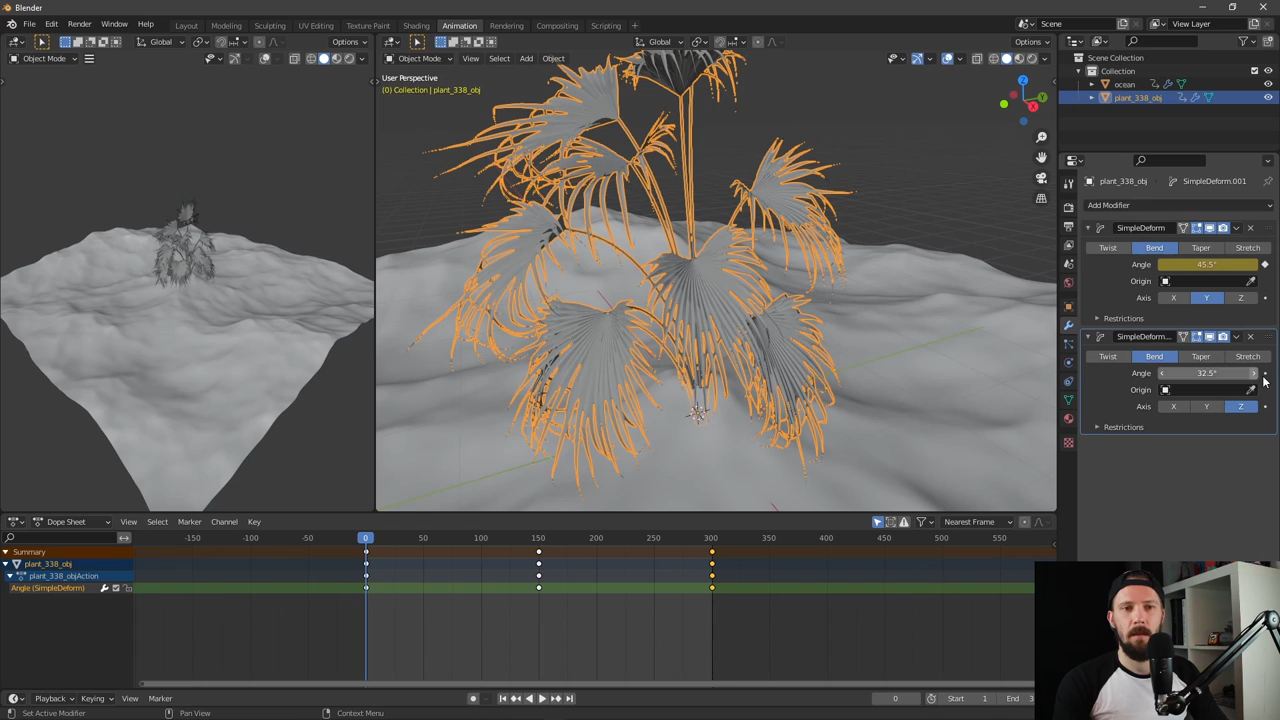 Blender
File Edit Render Window Help
Layout Modeling Sculpting UV Editing Texture Paint Shading Animation Rendering Compositing Scripting +
Scene
View Layer
Global
Options
Global
Options
Object Mode
Object Mode
View Select Add Object
User Perspective
(0) Collection | plant_338_obj
Z
Y
X
Scene Collection
Collection
ocean
plant_338_obj
plant_338_obj
SimpleDeform.001
Add Modifier
SimpleDeform
Twist Bend Taper Stretch
Angle 45.5°
Origin
Axis X Y Z
Restrictions
SimpleDeform...
Twist Bend Taper Stretch
Angle 32.5°
Origin
Axis X Y Z
Restrictions
Dope Sheet
View Select Marker Channel Key
Nearest Frame
-150 -100 -50 0 50 100 150 200 250 300 350 400 450 500 550
Summary
plant_338_obj
plant_338_objAction
Angle (SimpleDeform)
Playback Keying View Marker
0
Start 1
End 3
Set Active Modifier
Pan View
Context Menu